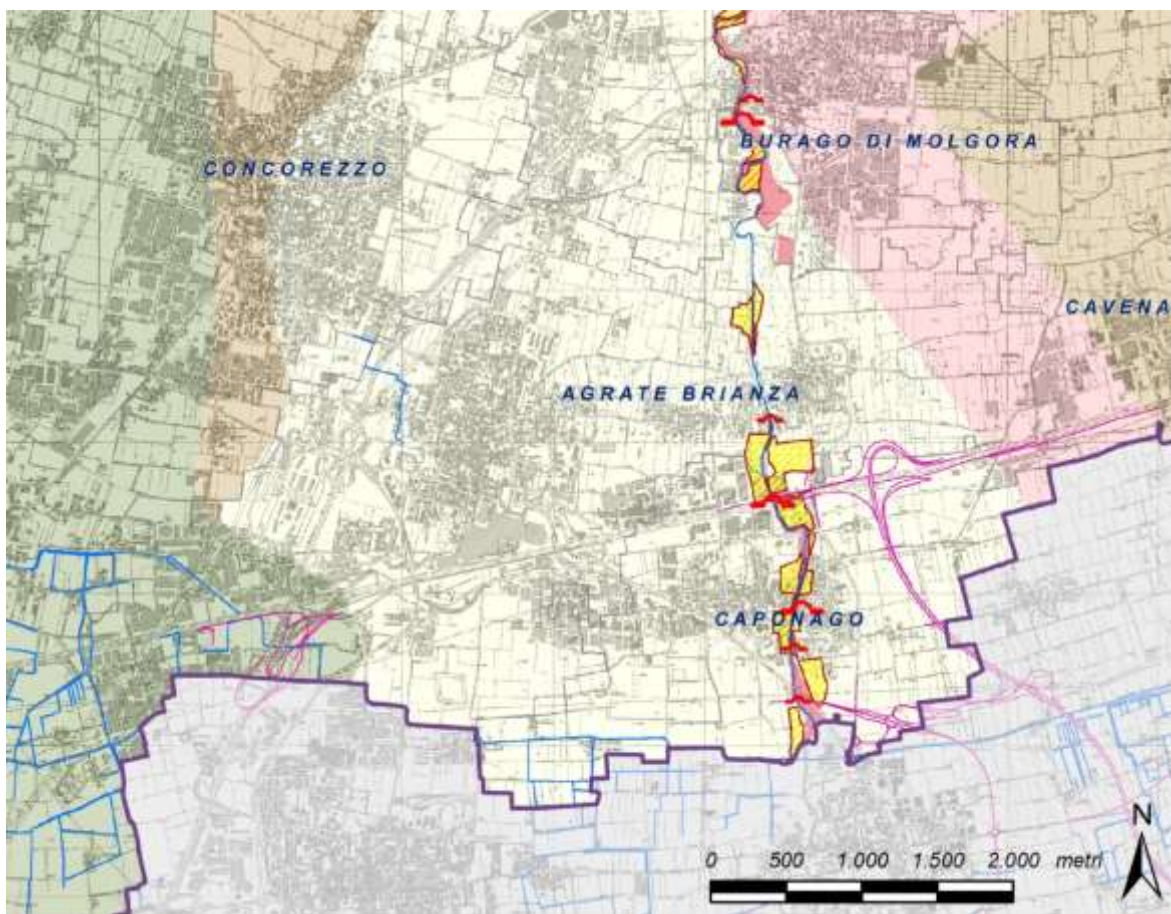 BURAGO DI MOLGORA
CONCOREZZO
CAVENA
AGRATE BRIANZA
CAPONAGO
N
0 500 1.000 1.500 2.000 metri